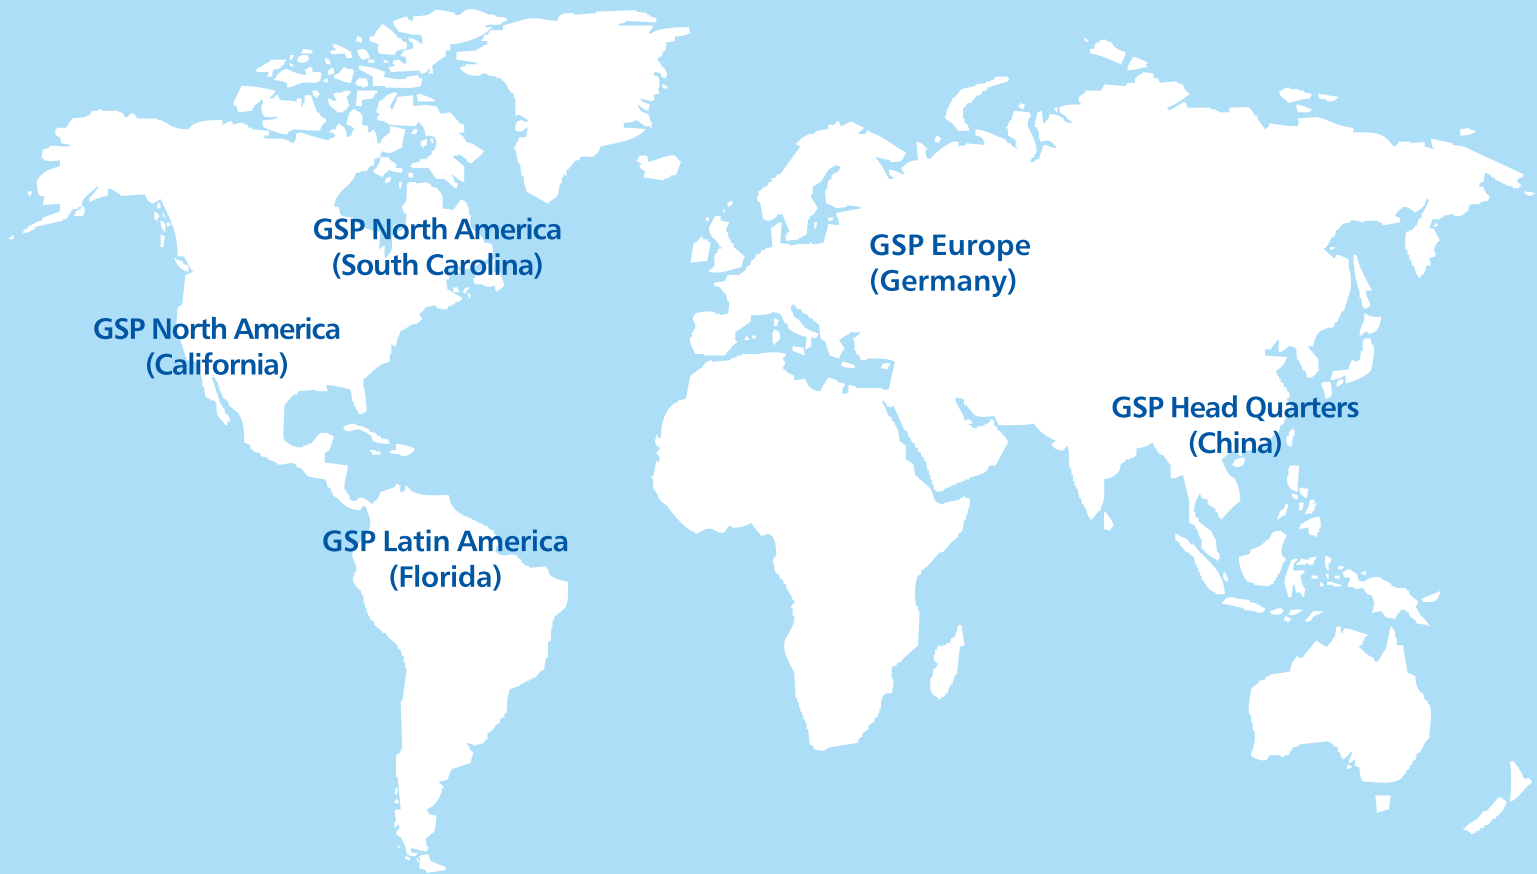 GSP North America
(South Carolina)
GSP Europe
(Germany)
GSP North America
(California)
GSP Head Quarters
(China)
GSP Latin America
(Florida)